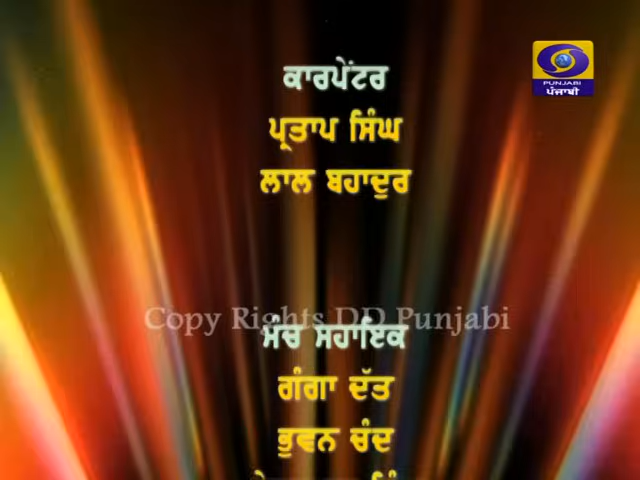 ਕਾਰਪੇਂਟਰ
PUNJABI
ਪੰਜਾਬੀ
ਪ੍ਰਤਾਪ ਸਿੰਘ
ਲਾਲ ਬਹਾਦੁਰ
Copy Rights DD Punjabi
ਮੰਚ ਸਹਾਇਕ
ਗੰਗਾ ਦੱਤ
ਭੁਵਨ ਚੰਦ